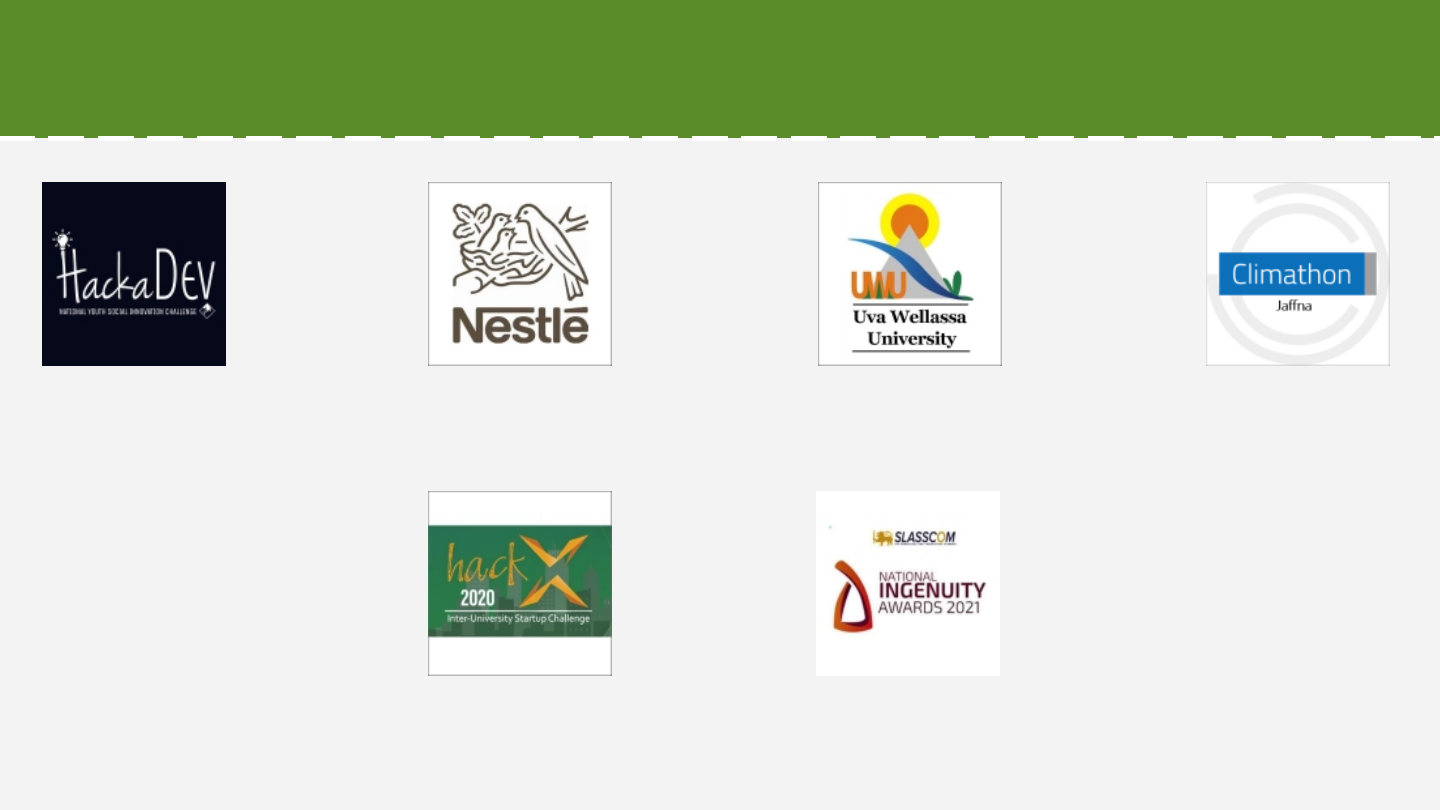 HackaDEV
NATIONAL YOUTH SOCIAL INNOVATION CHALLENGE
Nestlé
UWU
Uva Wellassa
University
Climathon
Jaffna
hackX
2020
Inter-University Startup Challenge
SLASSCOM
NATIONAL
INGENUITY
AWARDS 2021